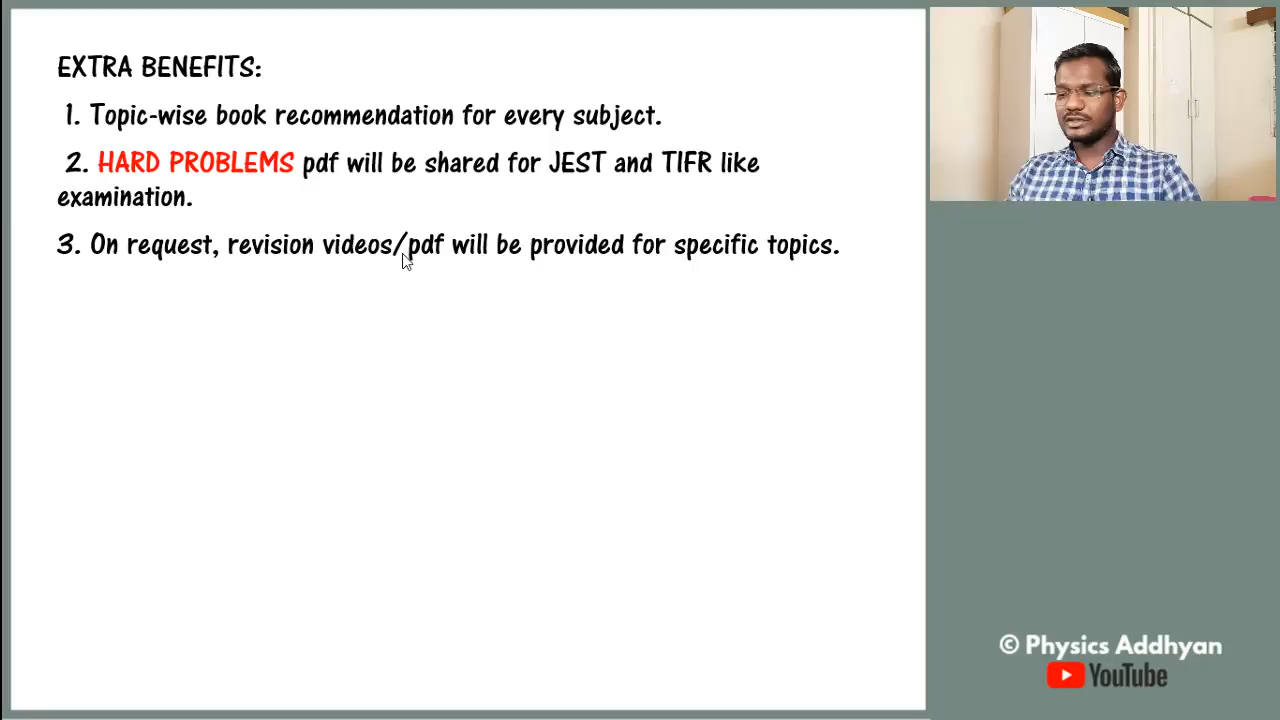 EXTRA BENEFITS:
1. Topic-wise book recommendation for every subject.
2. HARD PROBLEMS pdf will be shared for JEST and TIFR like
examination.
3. On request, revision videos/pdf will be provided for specific topics.
© Physics Addhyan
YouTube